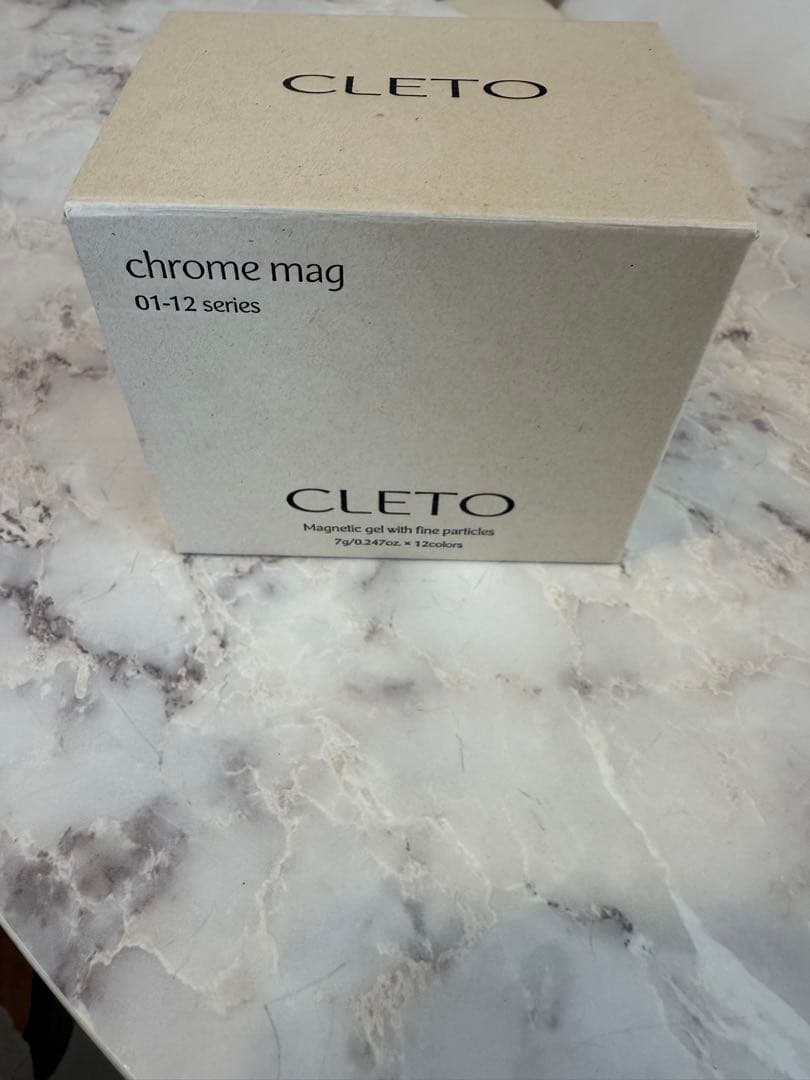 CLETO
chrome mag
01-12 series
CLETO
Magnetic gel with fine particles
7g/0.247oz. × 12colors